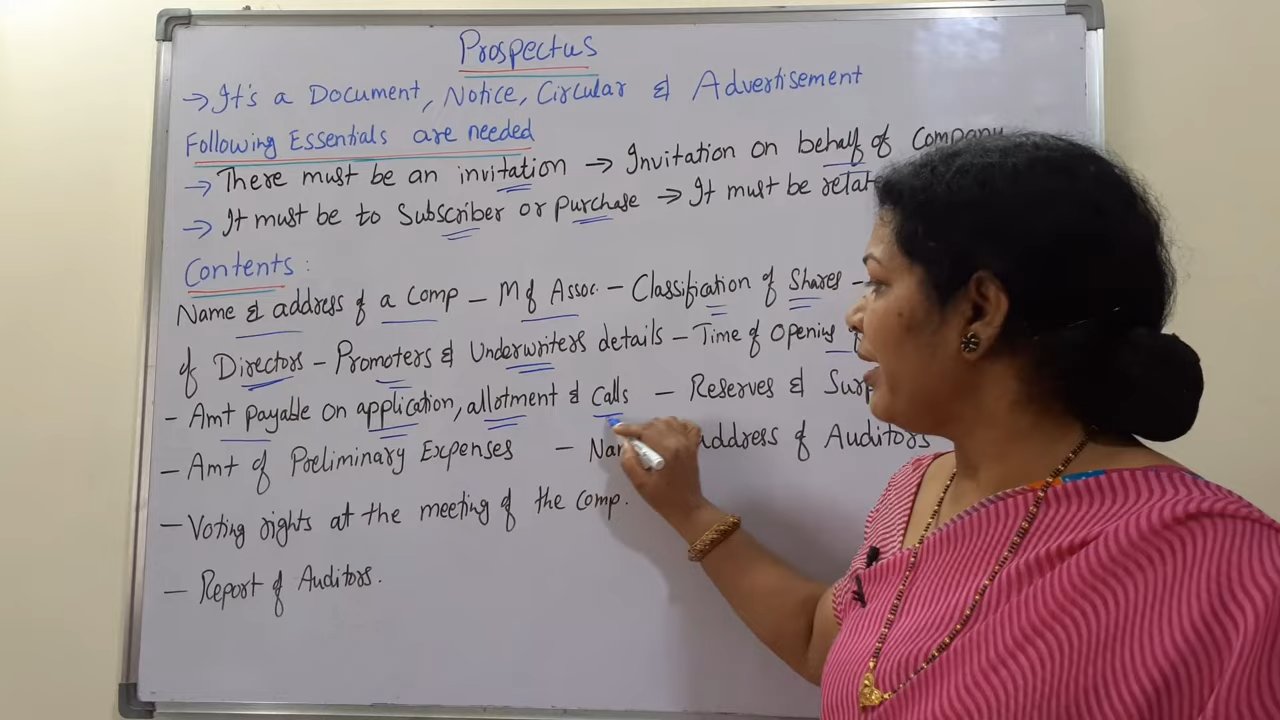 Prospectus
→ It's a Document, Notice, Circular & Advertisement
Following Essentials are needed
→ There must be an invitation → Invitation on behalf of Company
→ It must be to Subscriber or purchase → It must be
Contents :
Name & address of a Comp – M of Assoc. – Classification of Shares –
of Directors – Promoters & Underwriters details – Time of Opening
- Amt payable on application, allotment & Calls – Reserves &
– Amt of Preliminary Expenses – address of Auditors
– Voting rights at the meeting of the Comp.
– Report of Auditors.